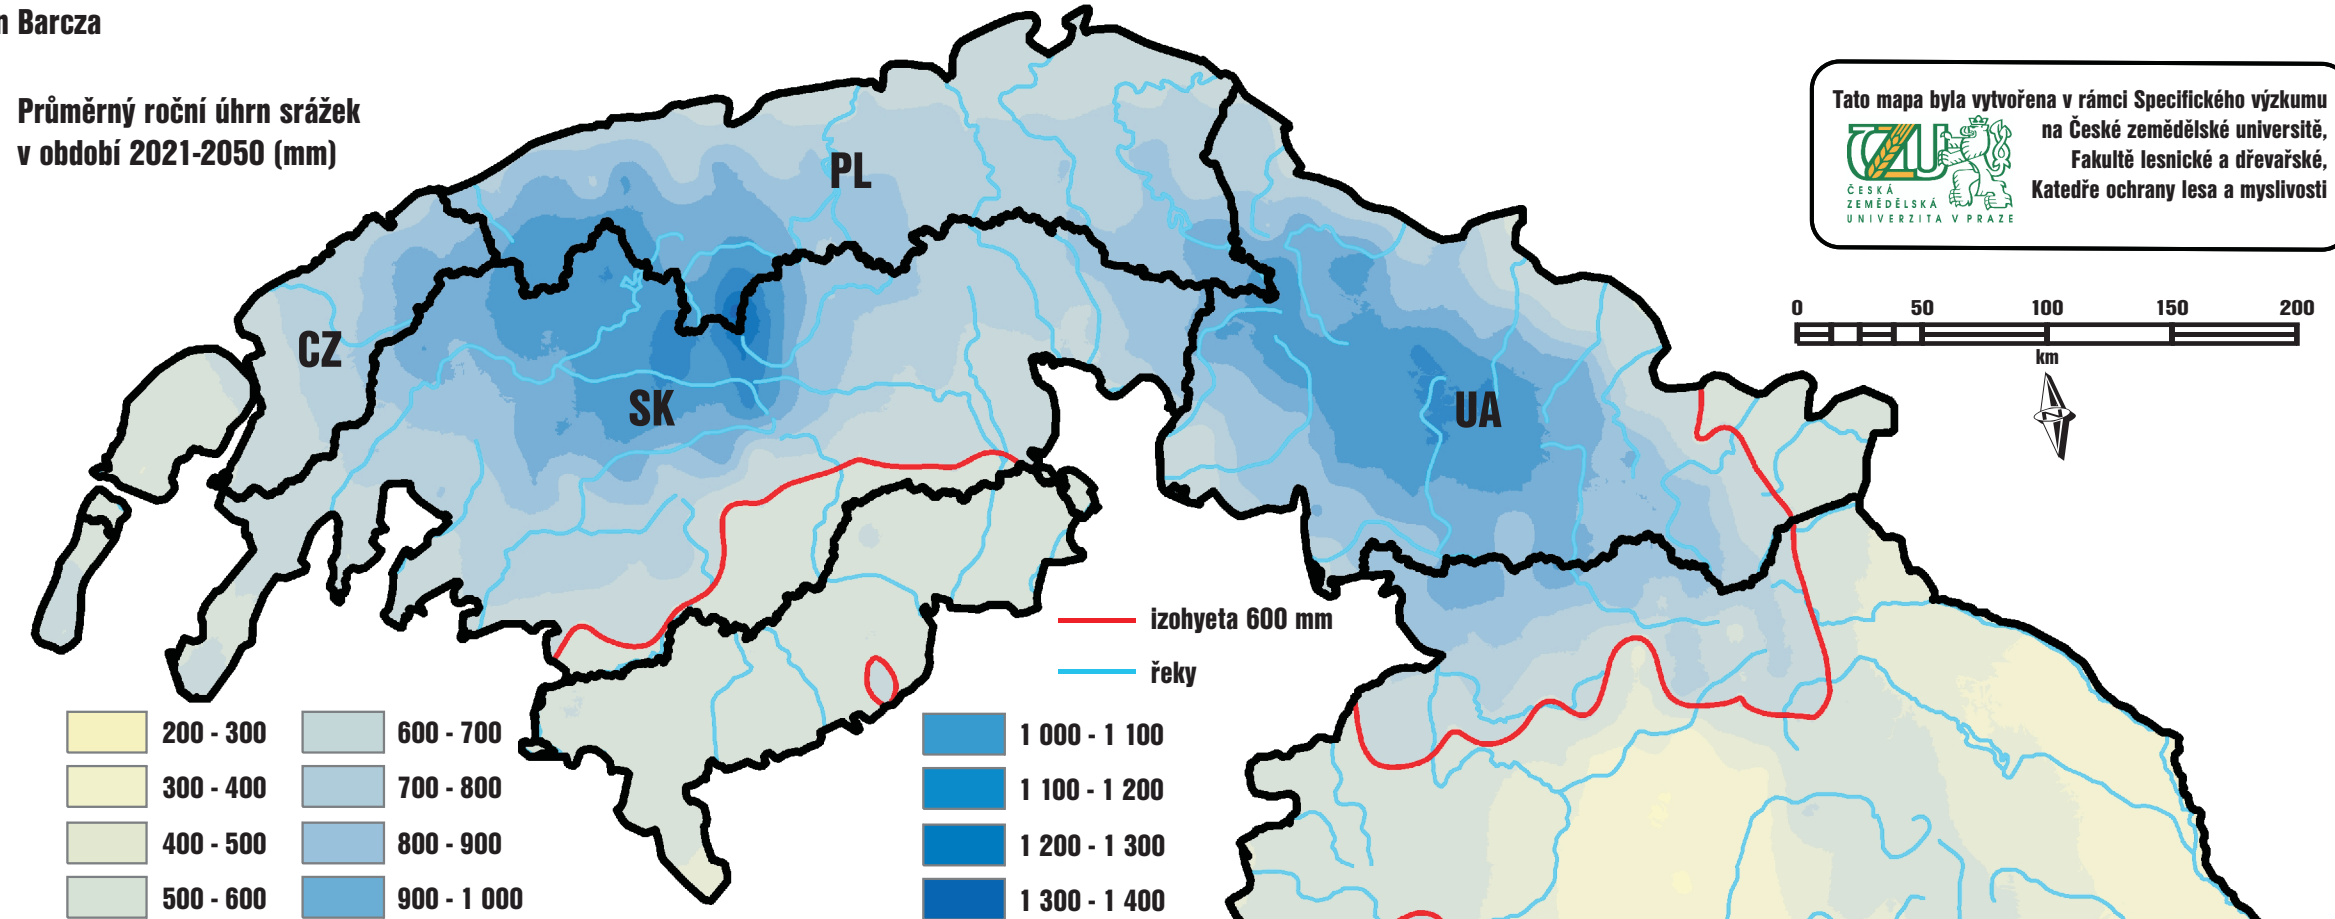 Barcza
Průměrný roční úhrn srážek
v období 2021-2050 (mm)
Tato mapa byla vytvořena v rámci Specifického výzkumu
na České zemědělské universitě,
Fakultě lesnické a dřevařské,
Katedře ochrany lesa a myslivosti
ČZU
ČESKÁ
ZEMĚDĚLSKÁ
UNIVERZITA V PRAZE
0 50 100 150 200
km
N
PL
CZ
SK
UA
izohyeta 600 mm
řeky
200 - 300
300 - 400
400 - 500
500 - 600
600 - 700
700 - 800
800 - 900
900 - 1 000
1 000 - 1 100
1 100 - 1 200
1 200 - 1 300
1 300 - 1 400